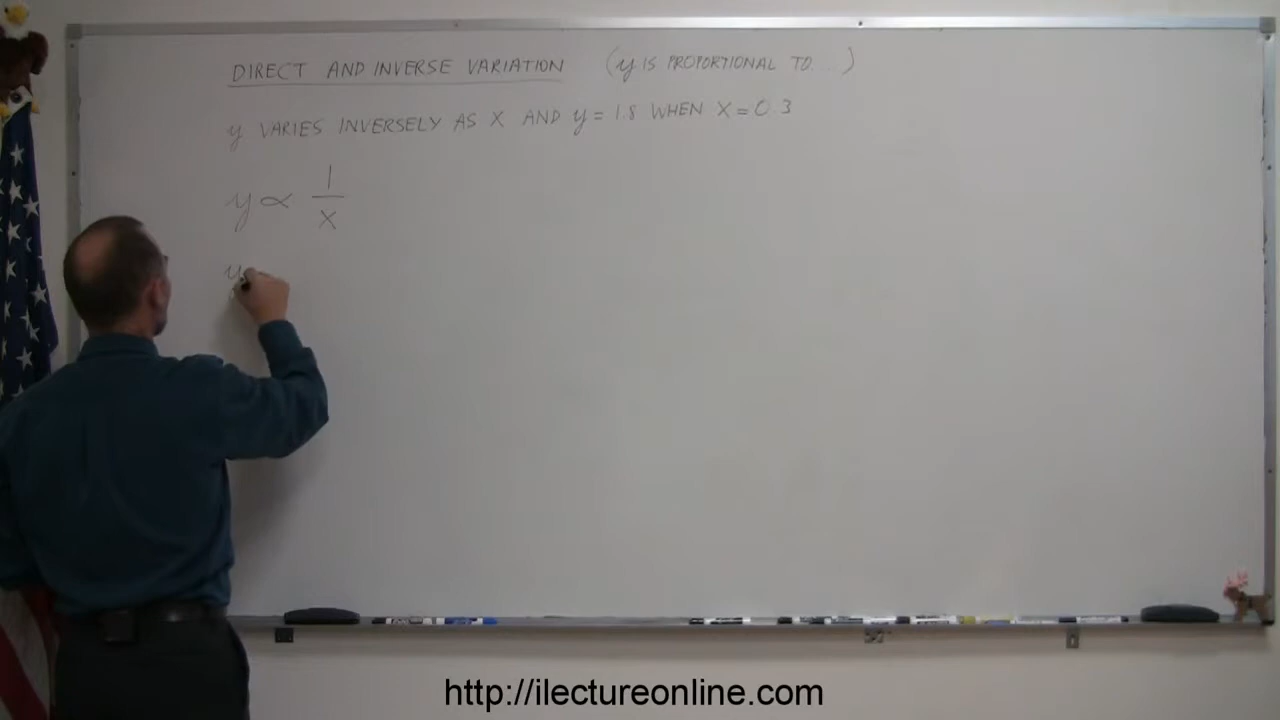 DIRECT AND INVERSE VARIATION (y IS PROPORTIONAL TO ...)
y VARIES INVERSELY AS X AND y = 1.8 WHEN X = 0.3
y ∝ 1/x
y
http://ilectureonline.com